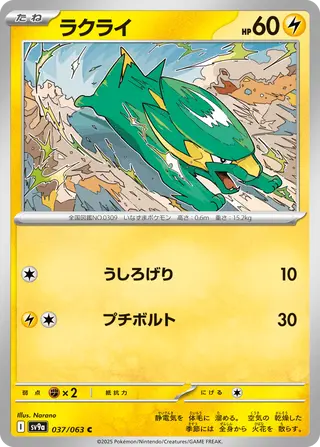 たね ラクライ HP60
全国図鑑NO.0309 いなずまポケモン 高さ:0.6m 重さ:15.2kg
うしろげり 10
プチボルト 30
弱点 ×2 抵抗力 にげる
静電気を 体毛に 溜める。 空気の 乾燥した
季節には 全身から 火花を 散らす。
Illus. Narano
I sv9a 037/063 C
©2025 Pokémon/Nintendo/Creatures/GAME FREAK.